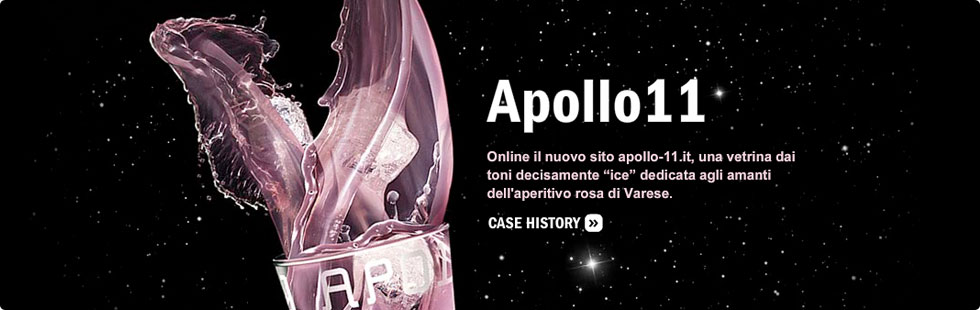 Apollo11
Online il nuovo sito apollo-11.it, una vetrina dai
toni decisamente “ice” dedicata agli amanti
dell'aperitivo rosa di Varese.
CASE HISTORY »
APO